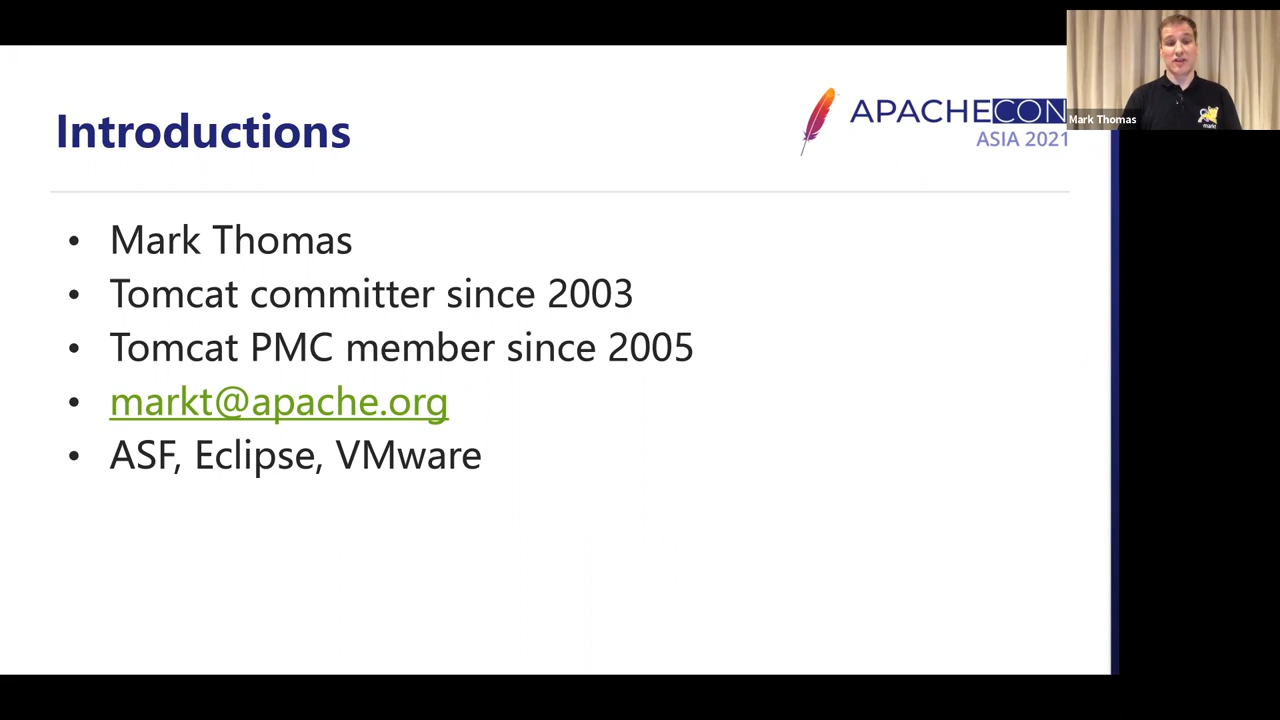 Introductions
APACHECON
ASIA 2021
Mark Thomas
markt
• Mark Thomas
• Tomcat committer since 2003
• Tomcat PMC member since 2005
• markt@apache.org
• ASF, Eclipse, VMware